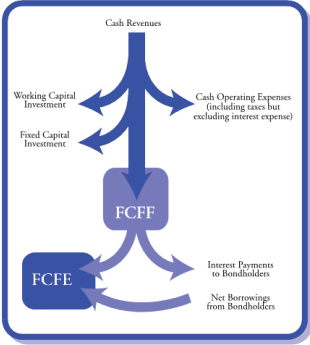 Cash Revenues
Working Capital
Investment
Cash Operating Expenses
(including taxes but
excluding interest expense)
Fixed Capital
Investment
FCFF
Interest Payments
to Bondholders
FCFE
Net Borrowings
from Bondholders